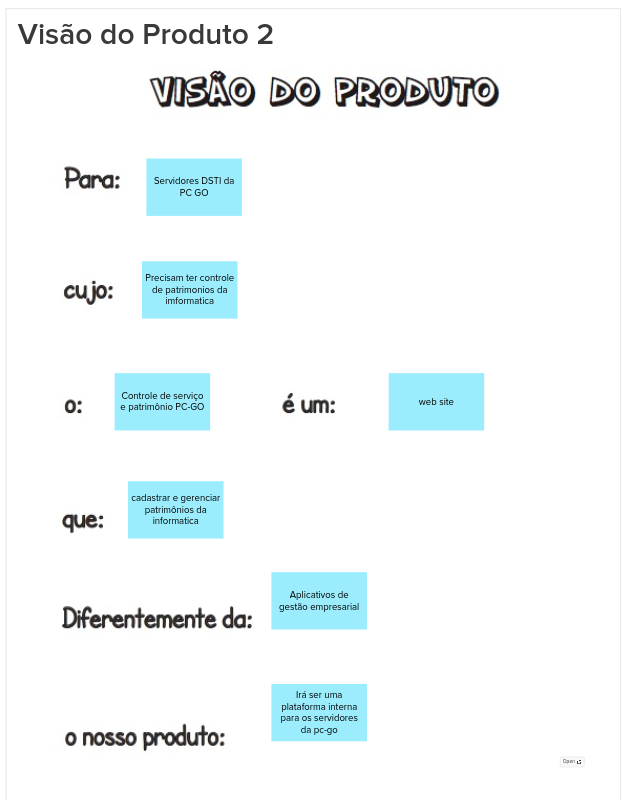 Visão do Produto 2
VISÃO DO PRODUTO
Para:
Servidores DSTI da
PC GO
cujo:
Precisam ter controle
de patrimonios da
imformatica
o:
Controle de serviço
e patrimônio PC-GO
é um:
web site
que:
cadastrar e gerenciar
patrimônios da
informatica
Diferentemente da:
Aplicativos de
gestão empresarial
o nosso produto:
Irá ser uma
plataforma interna
para os servidores
da pc-go
Open